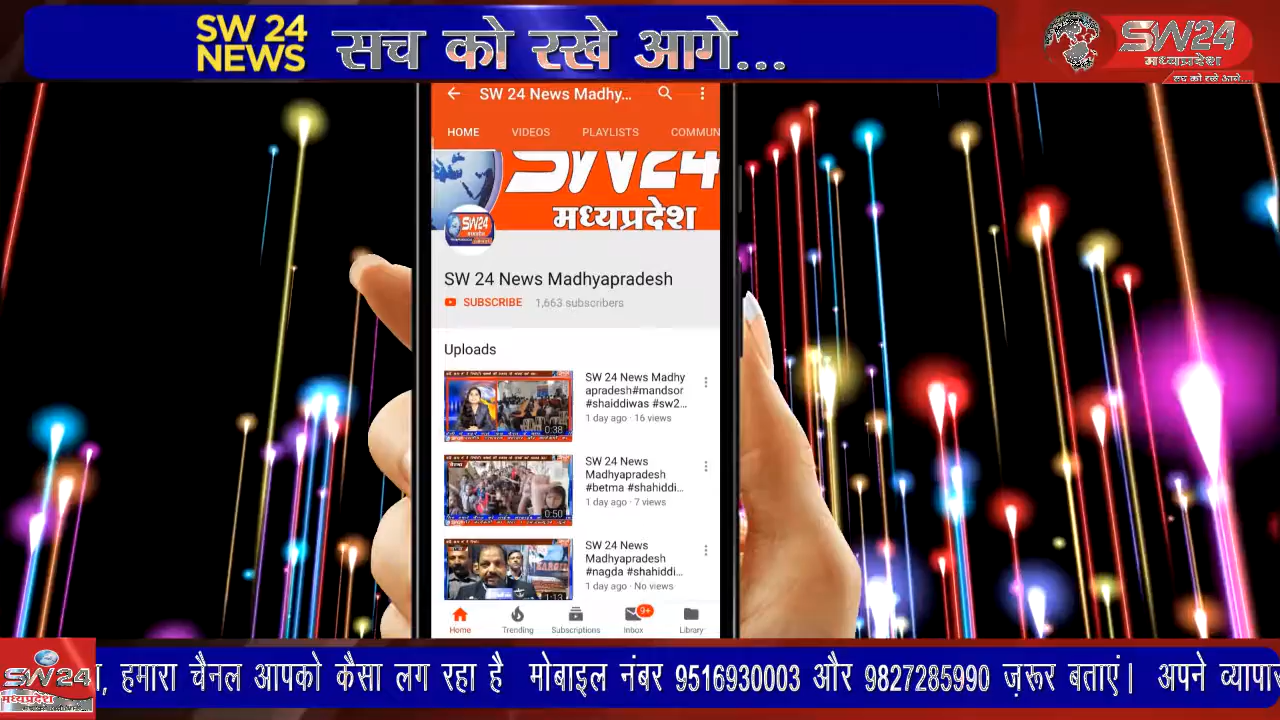 SW 24
NEWS
सच को रखे आगे...
SW24
मध्यप्रदेश
सच को रखे आगे...
SW 24 News Madhy...
HOME VIDEOS PLAYLISTS COMMUN
SW24
मध्यप्रदेश
SW24
SW 24 News Madhyapradesh
SUBSCRIBE 1,663 subscribers
Uploads
SW 24 News Madhy
apradesh#mandsor
#shaiddiwas #sw2...
1 day ago · 16 views
0:38
SW 24 News
Madhyapradesh
#betma #shahiddi...
1 day ago · 7 views
0:50
SW 24 News
Madhyapradesh
#nagda #shahiddi...
1 day ago · No views
1:13
9+
Home Trending Subscriptions Inbox Library
SW24
मध्यप्रदेश
हमारा चैनल आपको कैसा लग रहा है मोबाइल नंबर 9516930003 और 9827285990 ज़रूर बताएं। अपने व्यापार